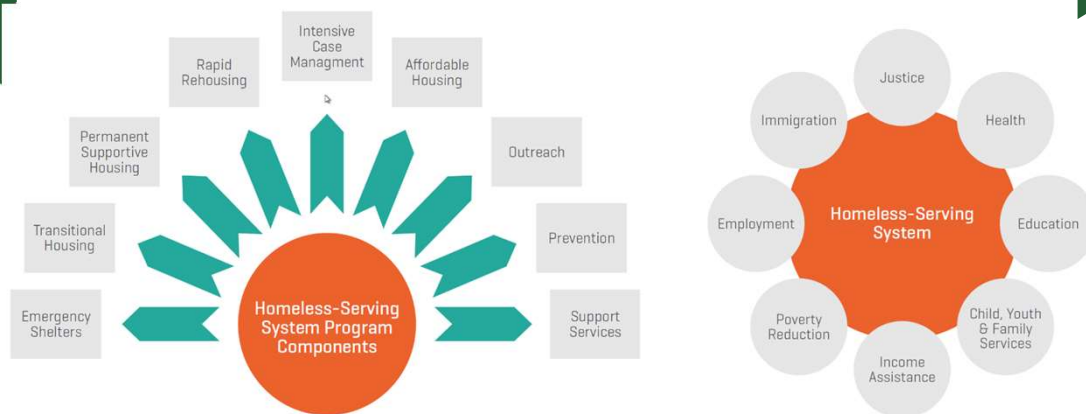 Intensive
Case
Managment
Rapid
Rehousing
Affordable
Housing
Permanent
Supportive
Housing
Outreach
Transitional
Housing
Prevention
Emergency
Shelters
Support
Services
Homeless-Serving
System Program
Components
Justice
Immigration
Health
Employment
Homeless-Serving
System
Education
Poverty
Reduction
Child, Youth
& Family
Services
Income
Assistance